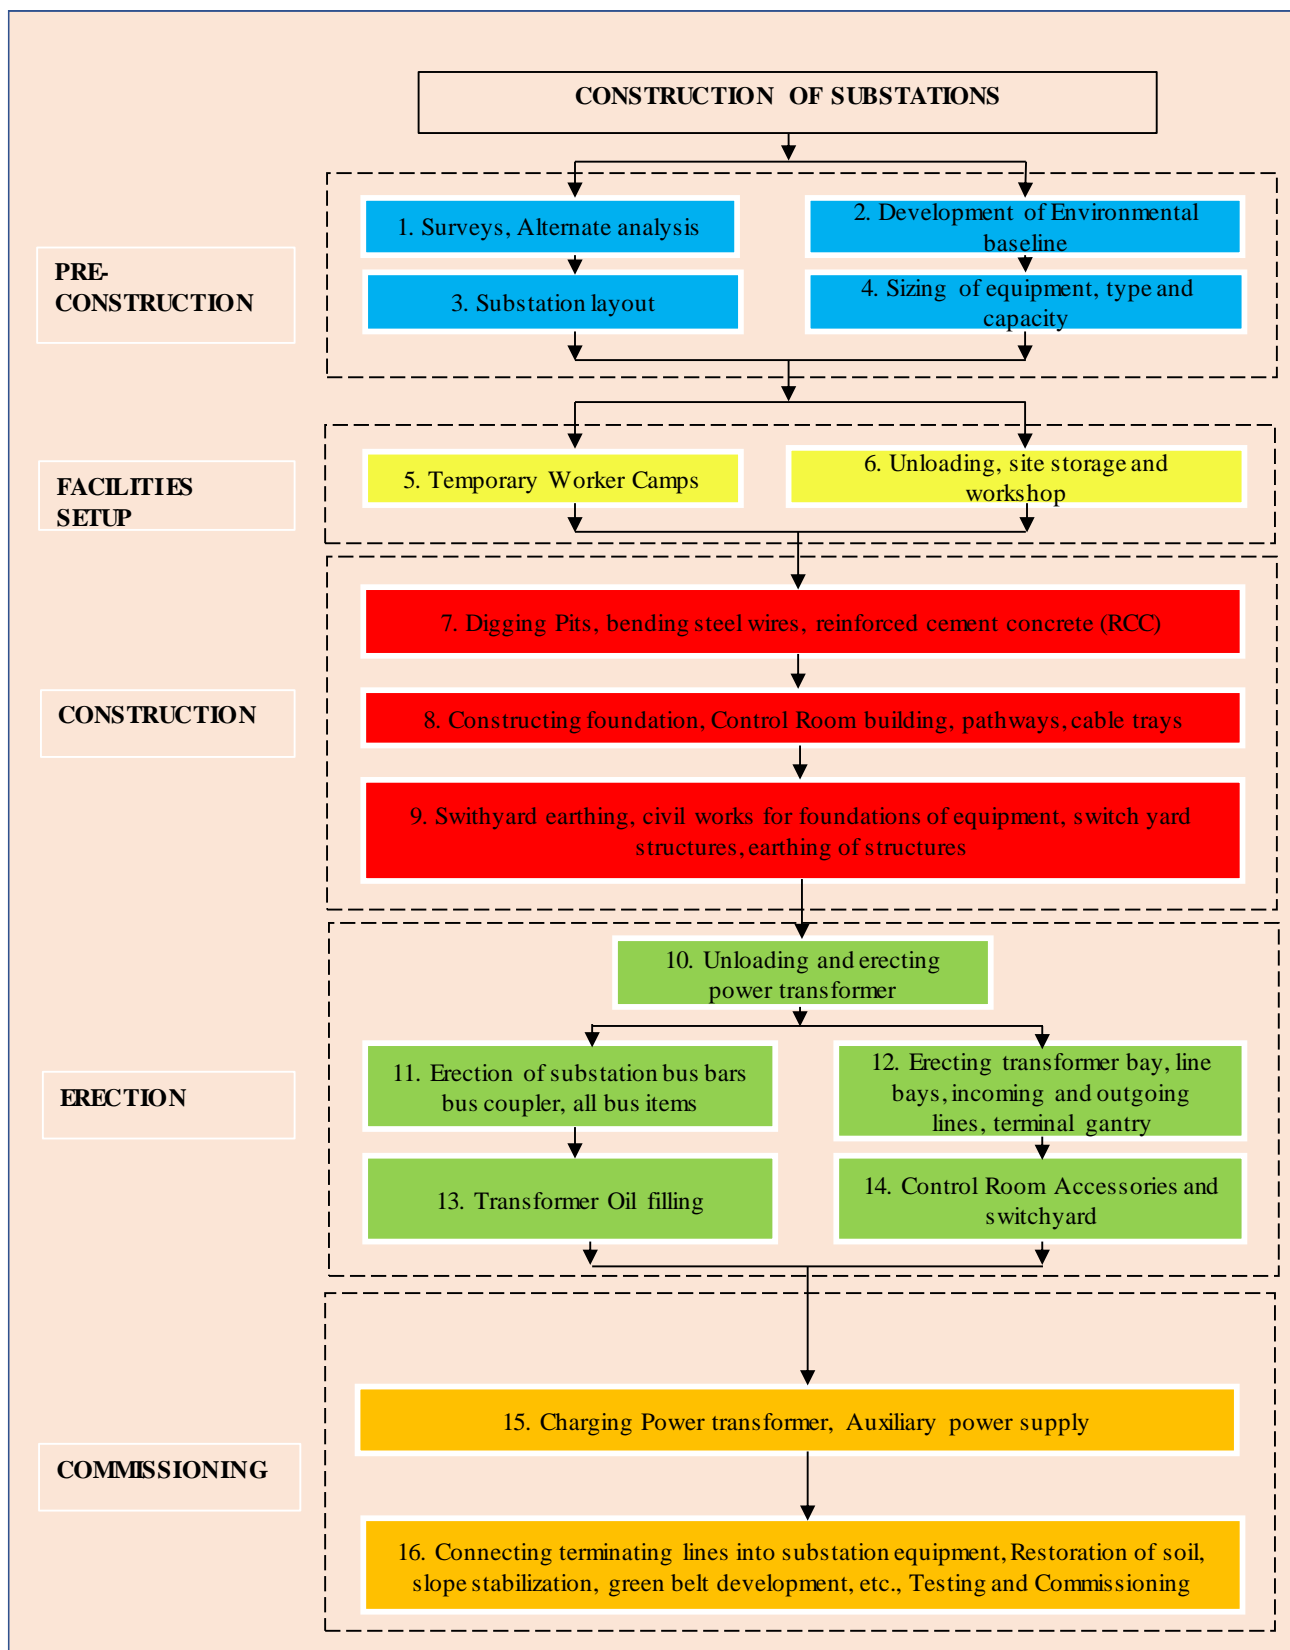 CONSTRUCTION OF SUBSTATIONS
PRE-
CONSTRUCTION
1. Surveys, Alternate analysis
2. Development of Environmental
baseline
3. Substation layout
4. Sizing of equipment, type and
capacity
FACILITIES
SETUP
5. Temporary Worker Camps
6. Unloading, site storage and
workshop
CONSTRUCTION
7. Digging Pits, bending steel wires, reinforced cement concrete (RCC)
8. Constructing foundation, Control Room building, pathways, cable trays
9. Swithyard earthing, civil works for foundations of equipment, switch yard
structures, earthing of structures
ERECTION
10. Unloading and erecting
power transformer
11. Erection of substation bus bars
bus coupler, all bus items
12. Erecting transformer bay, line
bays, incoming and outgoing
lines, terminal gantry
13. Transformer Oil filling
14. Control Room Accessories and
switchyard
COMMISSIONING
15. Charging Power transformer, Auxiliary power supply
16. Connecting terminating lines into substation equipment, Restoration of soil,
slope stabilization, green belt development, etc., Testing and Commissioning